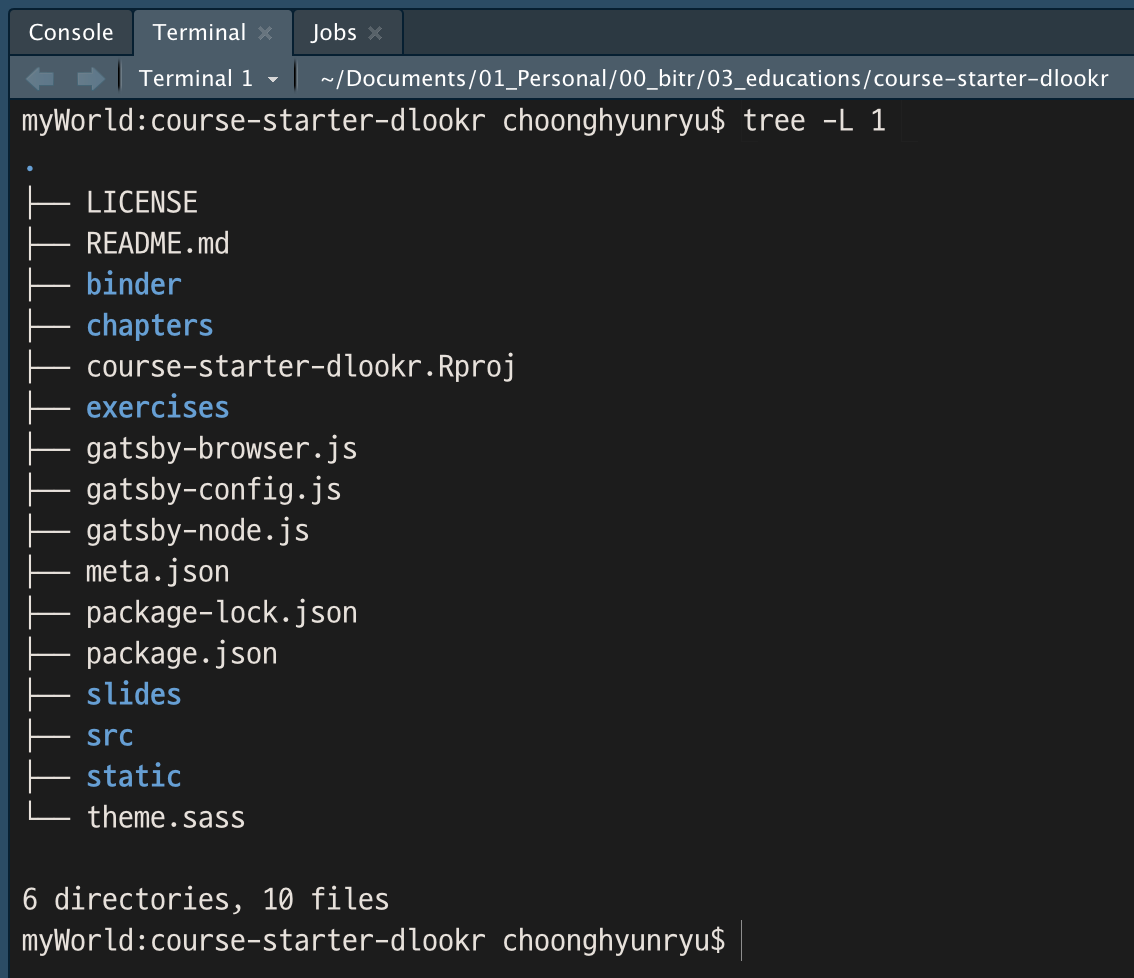 Console Terminal × Jobs ×
Terminal 1 ~/Documents/01_Personal/00_bitr/03_educations/course-starter-dlookr
myWorld:course-starter-dlookr choonghyunryu$ tree -L 1
.
├── LICENSE
├── README.md
├── binder
├── chapters
├── course-starter-dlookr.Rproj
├── exercises
├── gatsby-browser.js
├── gatsby-config.js
├── gatsby-node.js
├── meta.json
├── package-lock.json
├── package.json
├── slides
├── src
├── static
└── theme.sass
6 directories, 10 files
myWorld:course-starter-dlookr choonghyunryu$